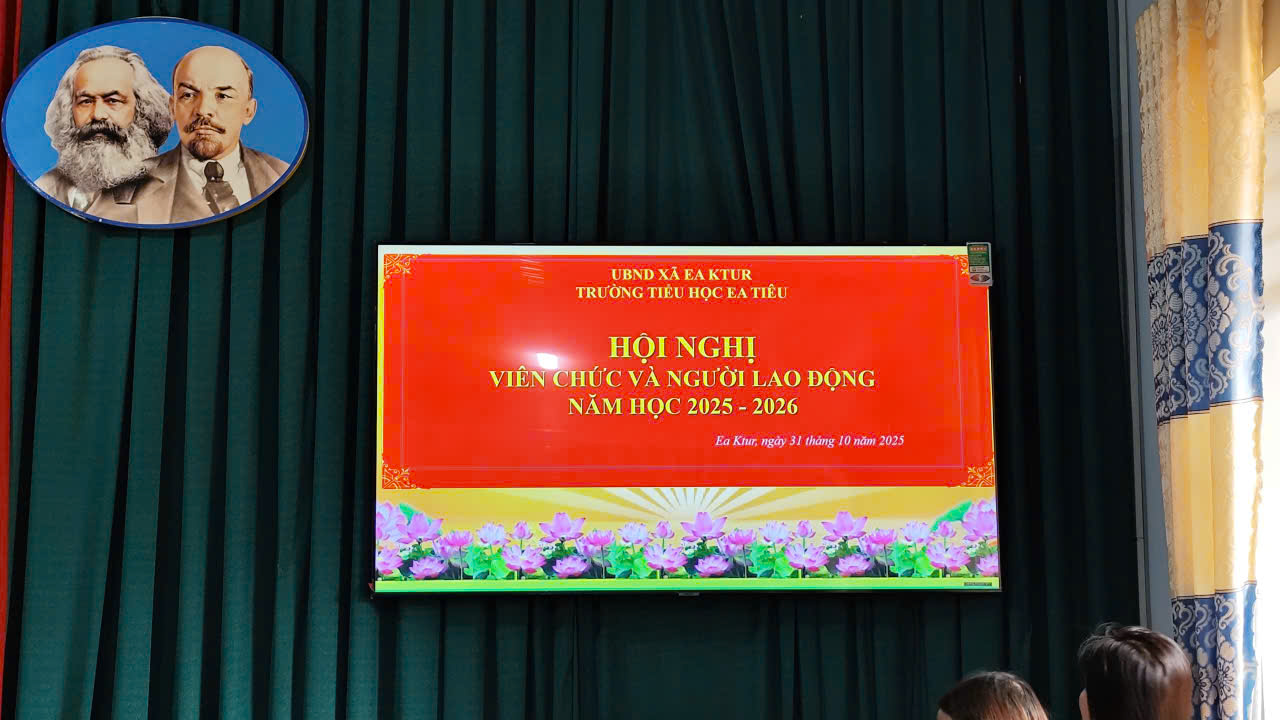 UBND XÃ EA KTUR
TRƯỜNG TIỂU HỌC EA TIÊU
HỘI NGHỊ
VIÊN CHỨC VÀ NGƯỜI LAO ĐỘNG
NĂM HỌC 2025 - 2026
Ea Ktur, ngày 31 tháng 10 năm 2025